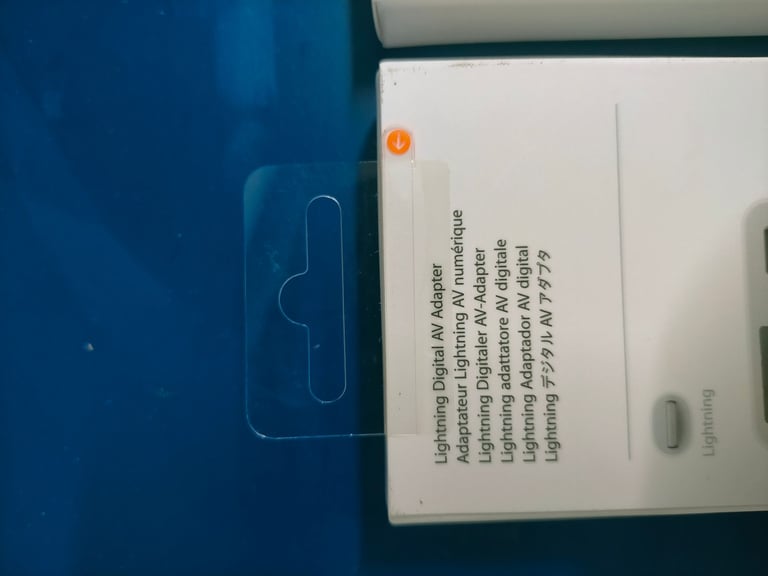 Lightning Digital AV Adapter
Adaptateur Lightning AV numérique
Lightning Digitaler AV-Adapter
Lightning adattatore AV digitale
Lightning Adaptador AV digital
Lightning デジタル AV アダプタ
Lightning